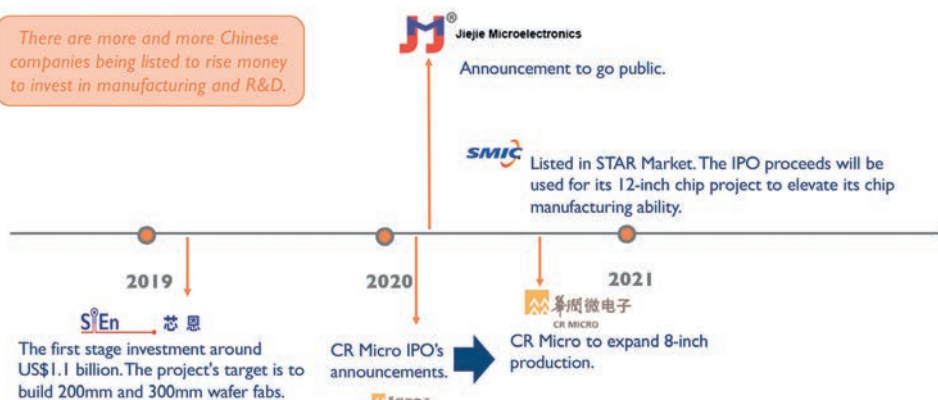 There are more and more Chinese
companies being listed to rise money
to invest in manufacturing and R&D.
MJ® Jiejie Microelectronics
Announcement to go public.
SMIC
Listed in STAR Market. The IPO proceeds will be
used for its 12-inch chip project to elevate its chip
manufacturing ability.
2019
2020
2021
SiEn 芯恩
The first stage investment around
US$1.1 billion. The project's target is to
build 200mm and 300mm wafer fabs.
CR Micro IPO's
announcements.
華潤微电子
CR MICRO
CR Micro to expand 8-inch
production.